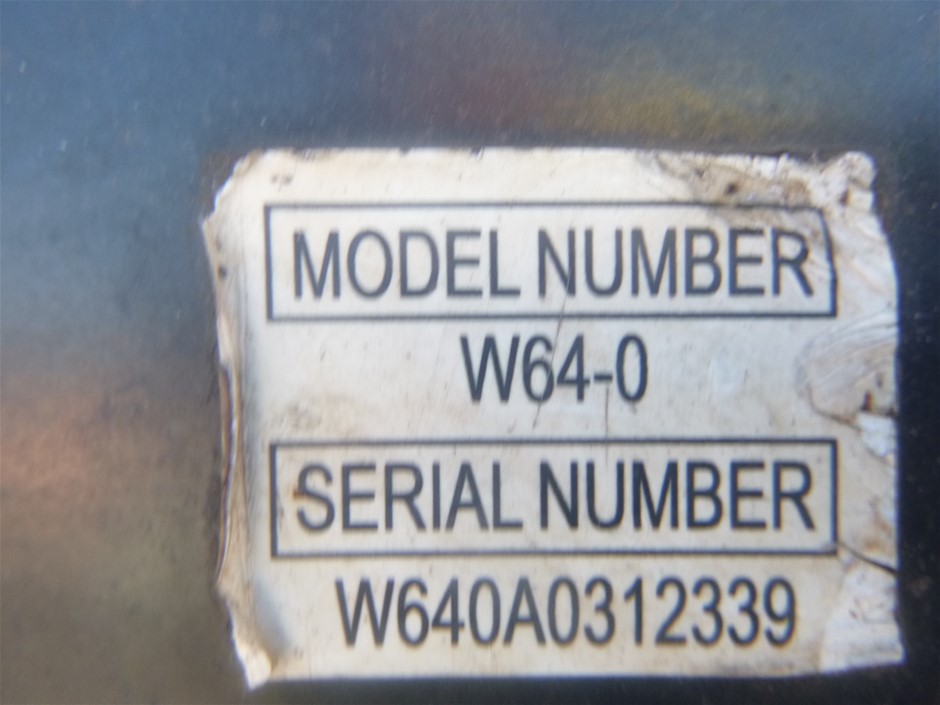 MODEL NUMBER
W64-0
SERIAL NUMBER
W640A0312339